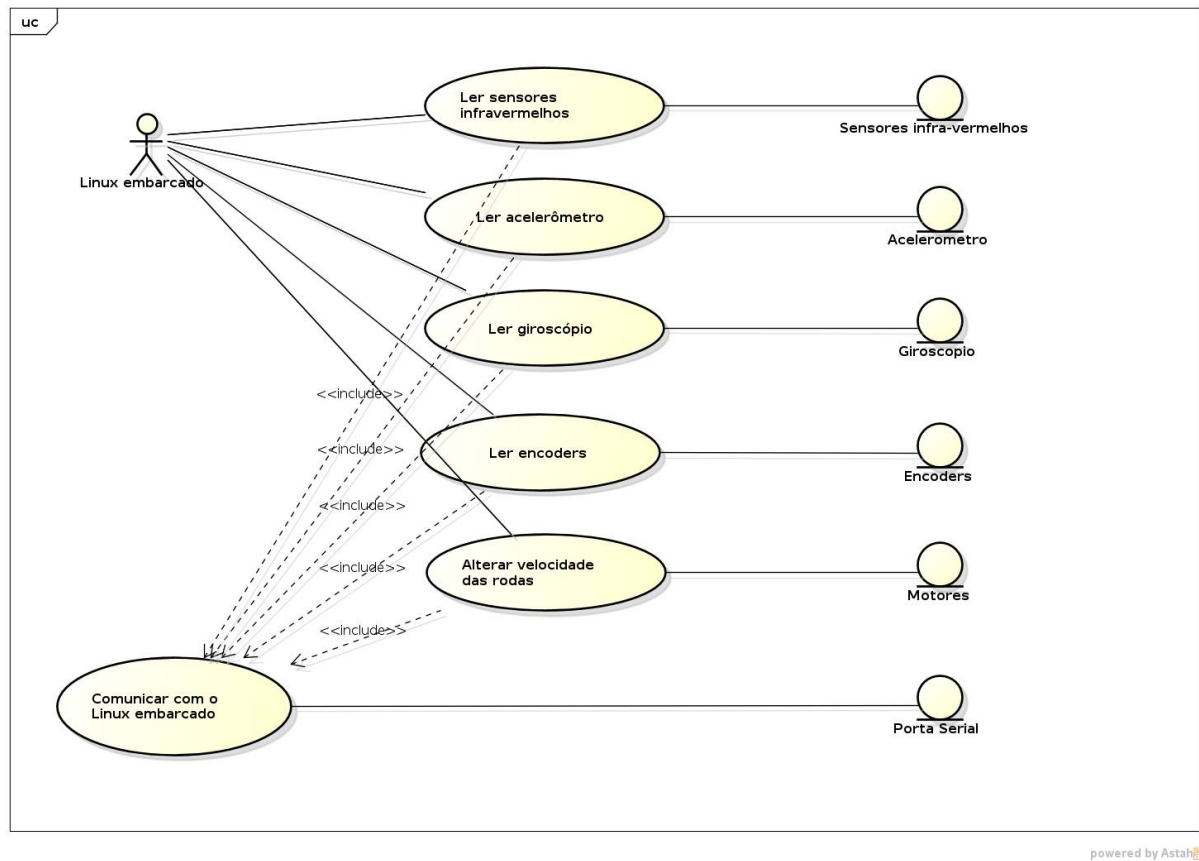 uc
Ler sensores
infravermelhos
Sensores infra-vermelhos
Linux embarcado
Ler acelerômetro
Acelerometro
Ler giroscópio
Giroscopio
<<include>>
<<include>>
Ler encoders
Encoders
<<include>>
<<include>>
Alterar velocidade
das rodas
Motores
<<include>>
Comunicar com o
Linux embarcado
Porta Serial
powered by Astah